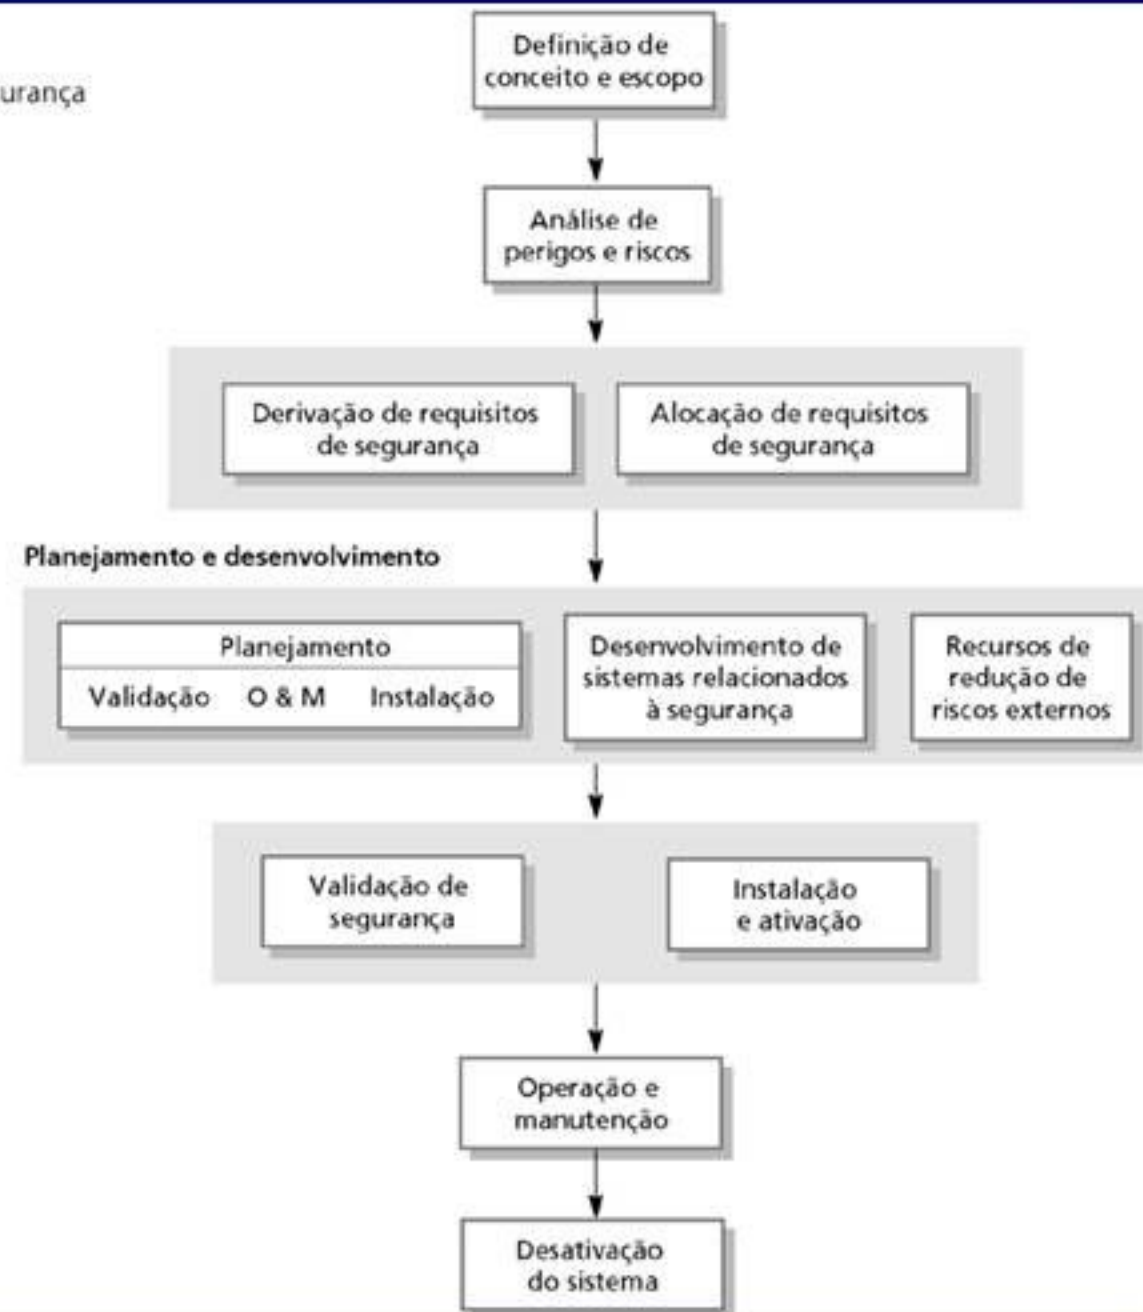 Definição de
conceito e escopo
urança
Análise de
perigos e riscos
Derivação de requisitos
de segurança
Alocação de requisitos
de segurança
Planejamento e desenvolvimento
Planejamento
Validação O & M Instalação
Desenvolvimento de
sistemas relacionados
à segurança
Recursos de
redução de
riscos externos
Validação de
segurança
Instalação
e ativação
Operação e
manutenção
Desativação
do sistema